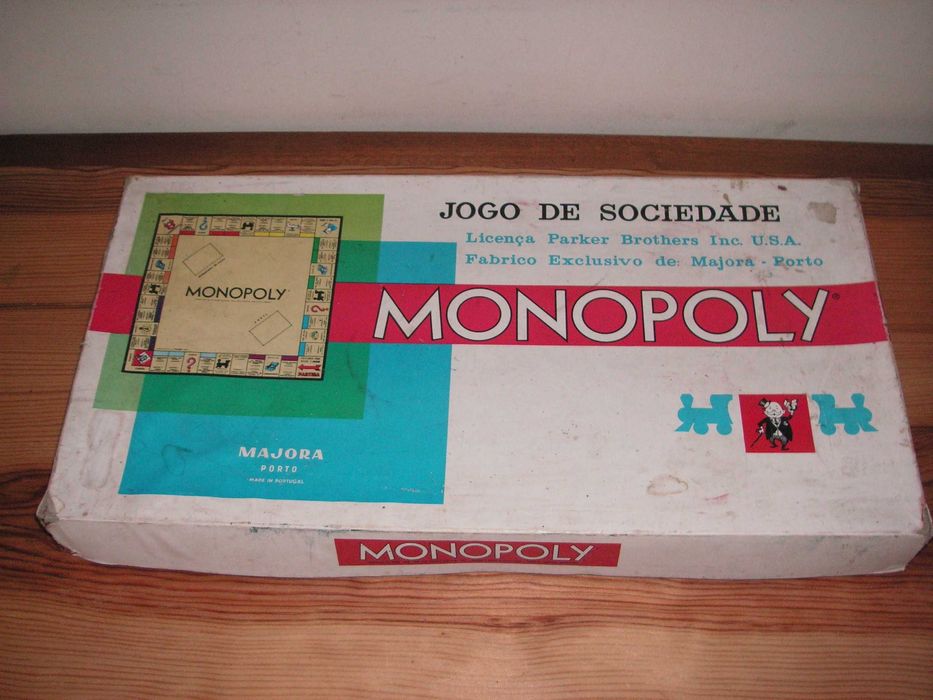 JOGO DE SOCIEDADE
Licença Parker Brothers Inc. U.S.A.
Fabrico Exclusivo de: Majora - Porto
MONOPOLY®
MONOPOLY
PARTIDA
MAJORA
PORTO
MADE IN PORTUGAL
MONOPOLY